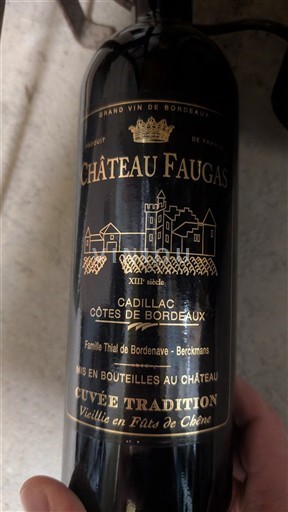 GRAND VIN DE BORDEAUX
PRODUIT DE FRANCE
CHÂTEAU FAUGAS
XIIIe siècle
CADILLAC
CÔTES DE BORDEAUX
Famille Thial de Bordenave - Berckmans
MIS EN BOUTEILLES AU CHÂTEAU
CUVÉE TRADITION
Vieillie en Fûts de Chêne